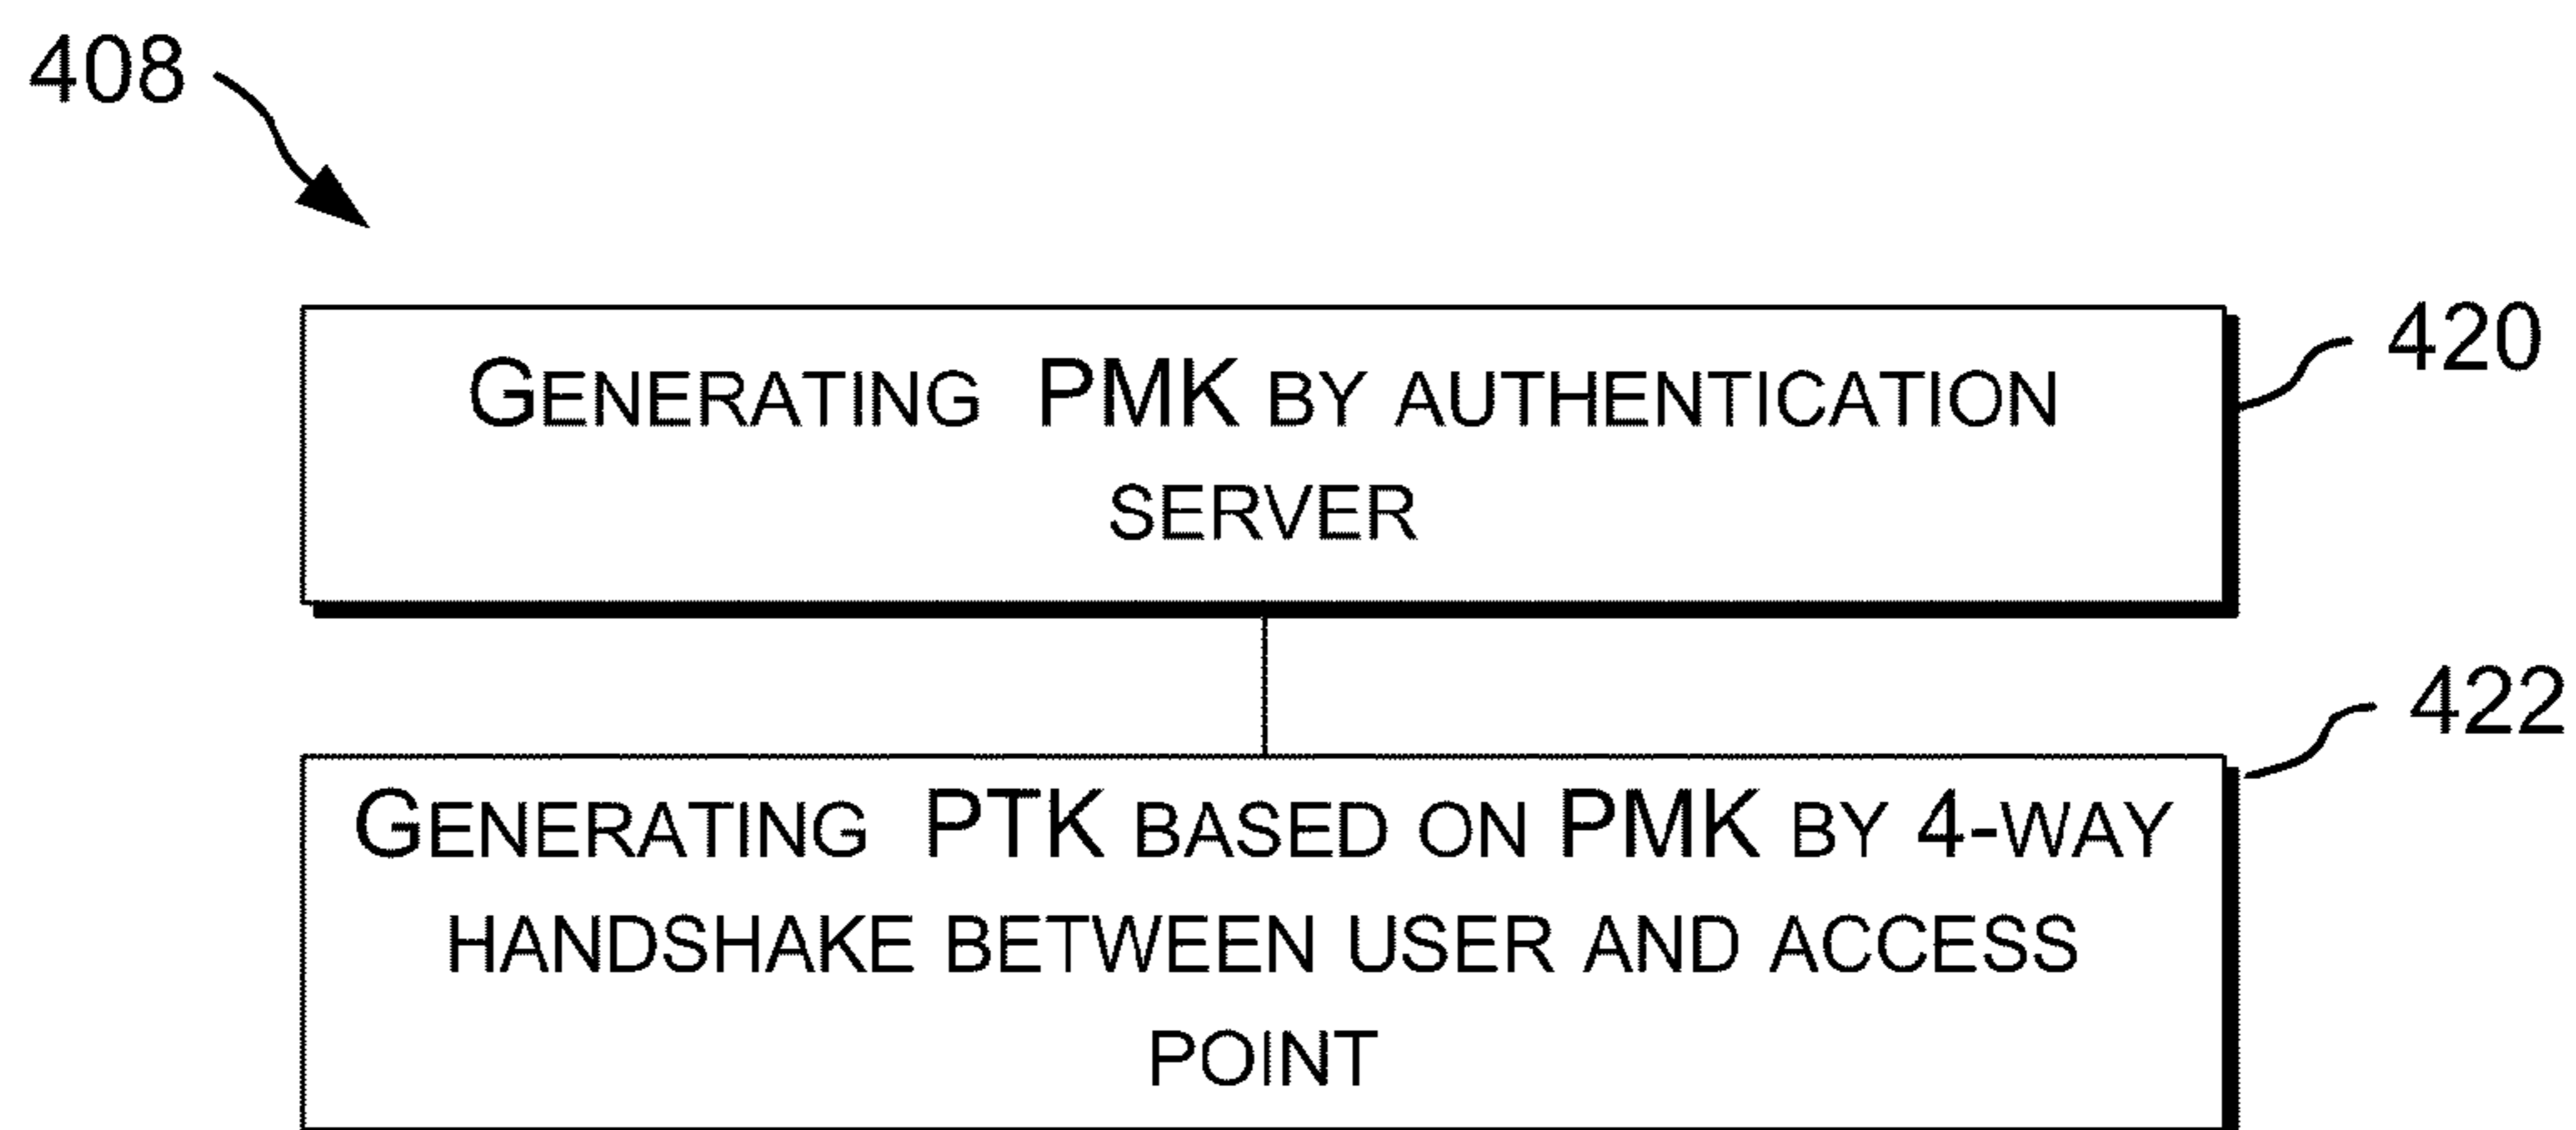 408
GENERATING PMK BY AUTHENTICATION
SERVER
420
GENERATING PTK BASED ON PMK BY 4-WAY
HANDSHAKE BETWEEN USER AND ACCESS
POINT
422